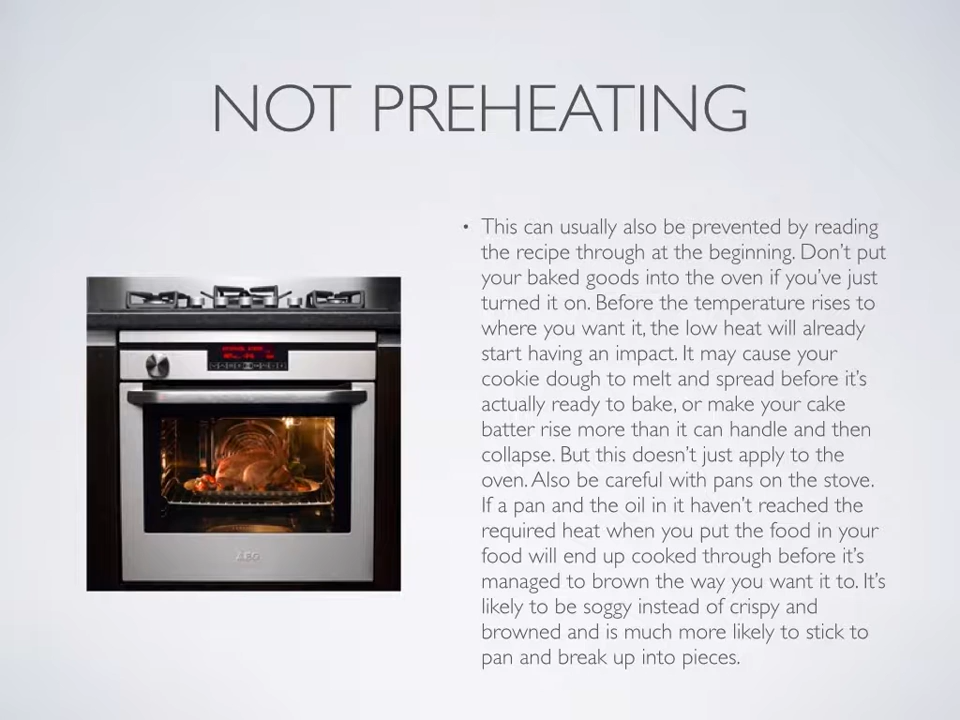 NOT PREHEATING
• This can usually also be prevented by reading
the recipe through at the beginning. Don’t put
your baked goods into the oven if you’ve just
turned it on. Before the temperature rises to
where you want it, the low heat will already
start having an impact. It may cause your
cookie dough to melt and spread before it’s
actually ready to bake, or make your cake
batter rise more than it can handle and then
collapse. But this doesn’t just apply to the
oven. Also be careful with pans on the stove.
If a pan and the oil in it haven’t reached the
required heat when you put the food in your
food will end up cooked through before it’s
managed to brown the way you want it to. It’s
likely to be soggy instead of crispy and
browned and is much more likely to stick to
pan and break up into pieces.
AEG